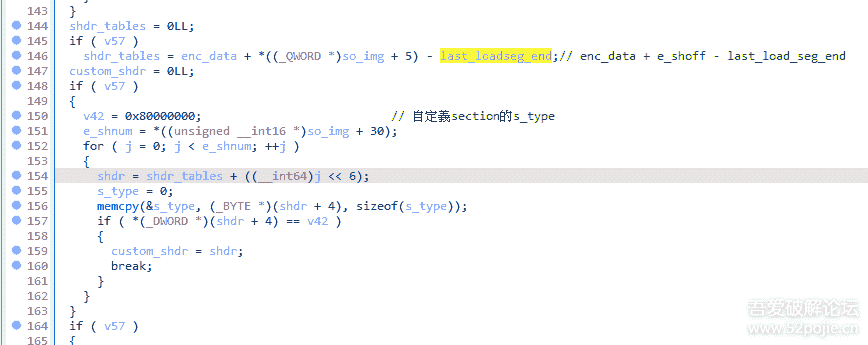 143 }
144 shdr_tables = 0LL;
145 if ( v57 )
146 shdr_tables = enc_data + *((_QWORD *)so_img + 5) - last_loadseg_end;// enc_data + e_shoff - last_load_seg_end
147 custom_shdr = 0LL;
148 if ( v57 )
149 {
150 v42 = 0x80000000; // 自定義section的s_type
151 e_shnum = *((unsigned __int16 *)so_img + 30);
152 for ( j = 0; j < e_shnum; ++j )
153 {
154 shdr = shdr_tables + ((__int64)j << 6);
155 s_type = 0;
156 memcpy(&s_type, (_BYTE *)(shdr + 4), sizeof(s_type));
157 if ( *(_DWORD *)(shdr + 4) == v42 )
158 {
159 custom_shdr = shdr;
160 break;
161 }
162 }
163 }
164 if ( v57 )
165 {
吾爱破解论坛
www.52pojie.cn